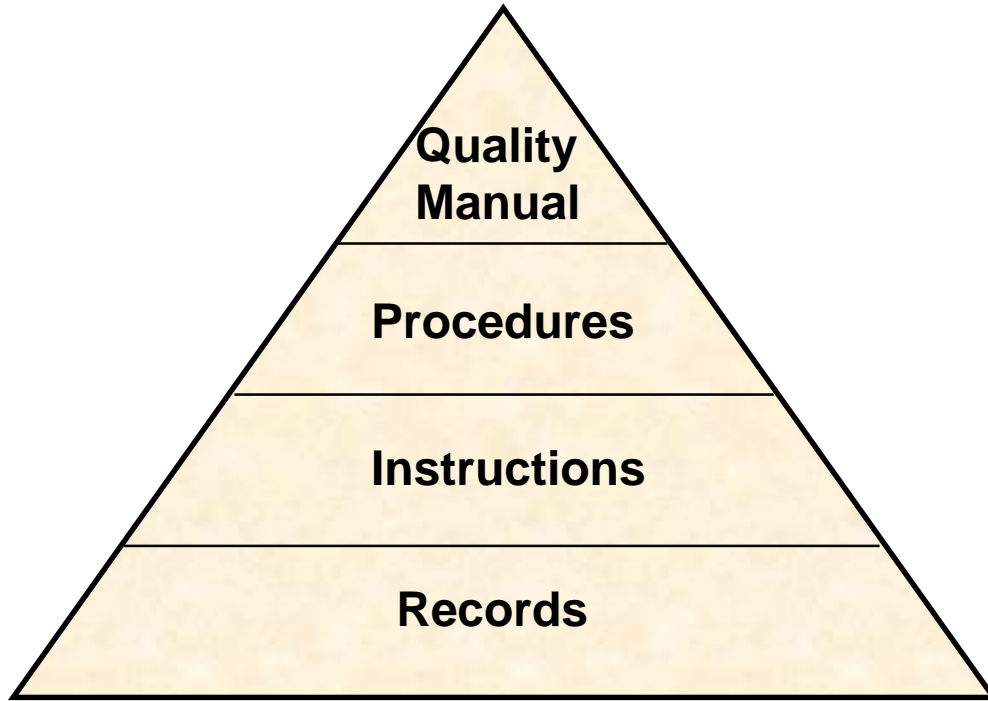 Quality
Manual
Procedures
Instructions
Records